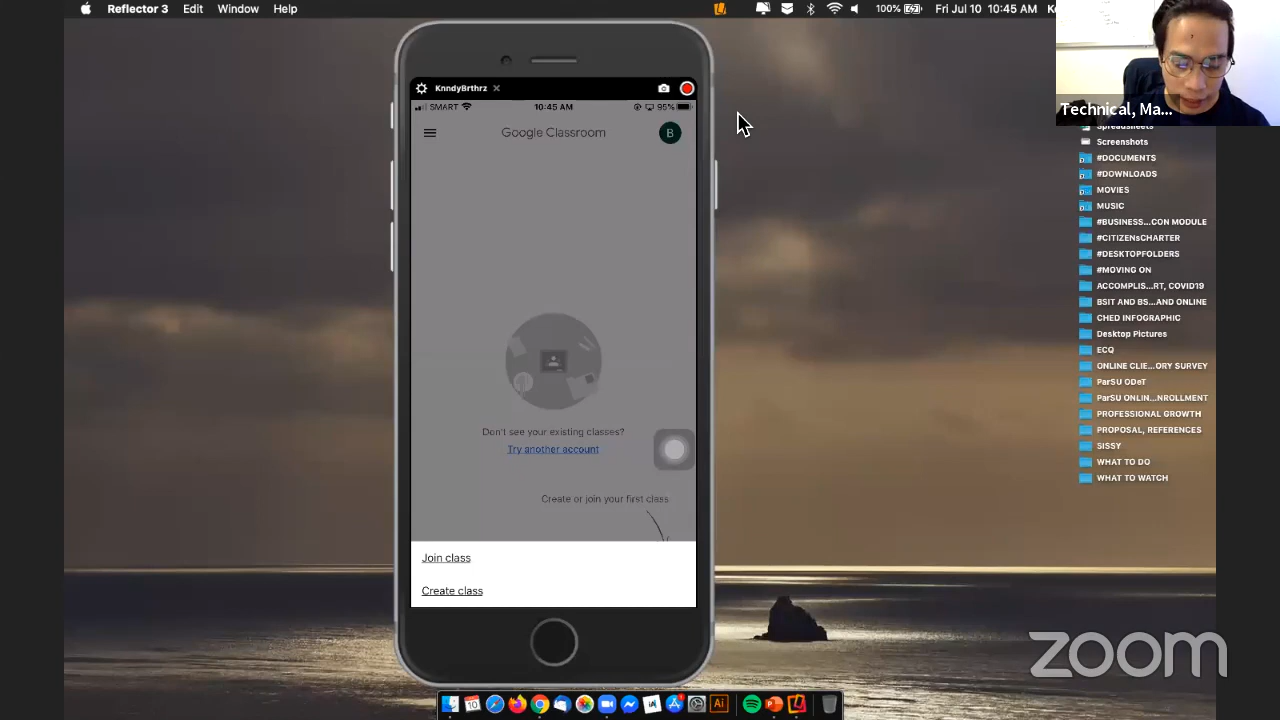 Reflector 3 Edit Window Help 100% Fri Jul 10 10:45 AM
Technical, Ma...
KnndyBrthrz
SMART 10:45 AM 95%
Google Classroom B
Don't see your existing classes?
Try another account
Create or join your first class
Join class
Create class
Spreadsheets
Screenshots
#DOCUMENTS
#DOWNLOADS
MOVIES
MUSIC
#BUSINESS...CON MODULE
#CITIZENsCHARTER
#DESKTOPFOLDERS
#MOVING ON
ACCOMPLIS...RT, COVID19
BSIT AND BS...AND ONLINE
CHED INFOGRAPHIC
Desktop Pictures
ECQ
ONLINE CLIE...ORY SURVEY
ParSU ODeT
ParSU ONLIN...NROLLMENT
PROFESSIONAL GROWTH
PROPOSAL, REFERENCES
SISSY
WHAT TO DO
WHAT TO WATCH
zoom
10
Ai